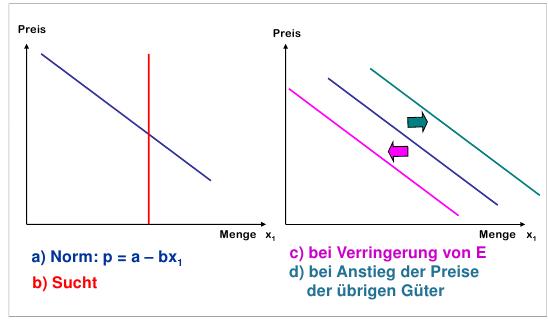 Preis
Menge x₁
a) Norm: p = a – bx₁
b) Sucht
Preis
Menge x₁
c) bei Verringerung von E
d) bei Anstieg der Preise
der übrigen Güter